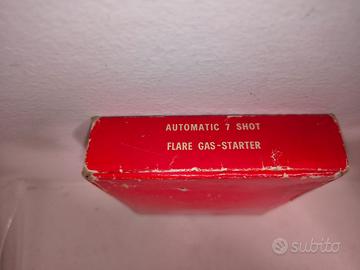 AUTOMATIC 7 SHOT
FLARE GAS-STARTER
subito